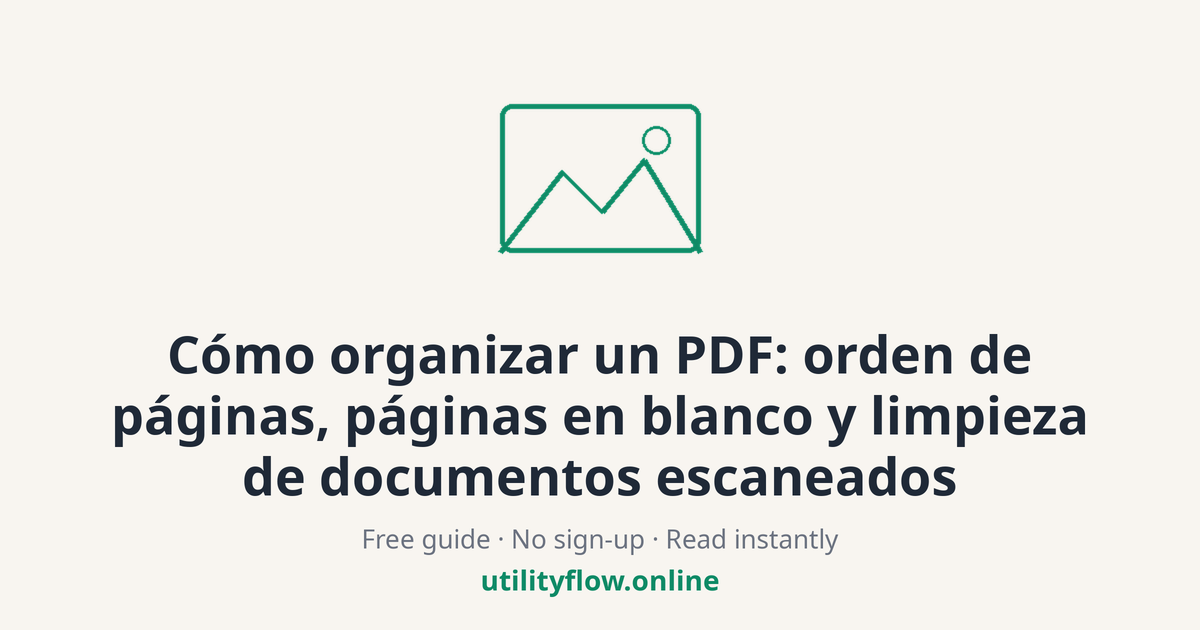 Cómo organizar un PDF: orden de
páginas, páginas en blanco y limpieza
de documentos escaneados
Free guide · No sign-up · Read instantly
utilityflow.online